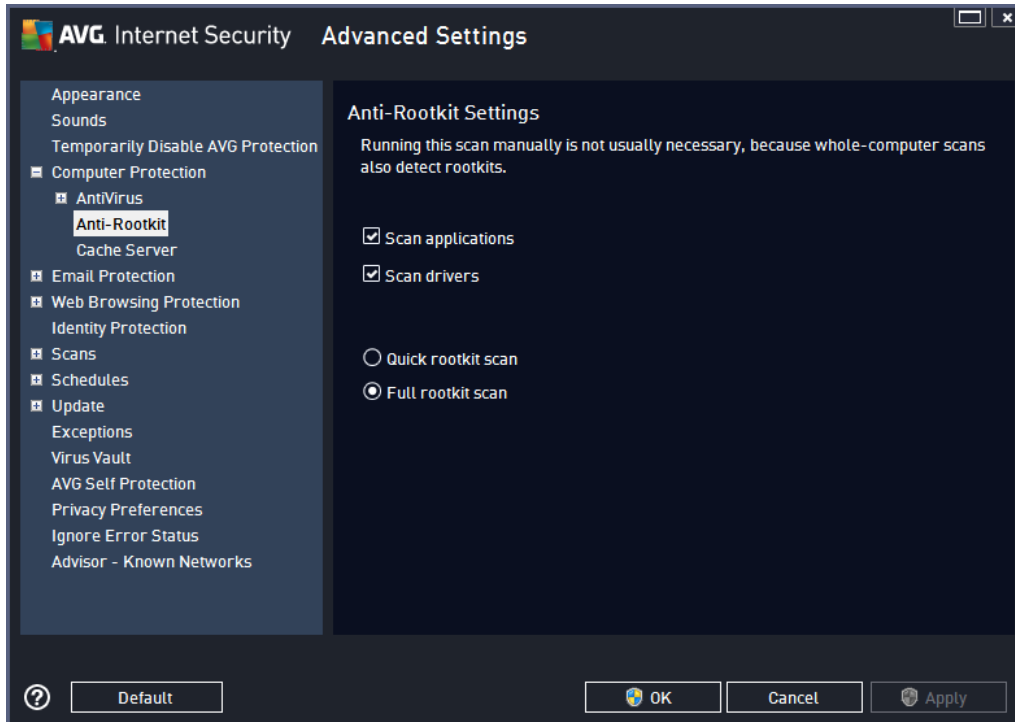 AVG. Internet Security Advanced Settings
Appearance
Sounds
Temporarily Disable AVG Protection
Computer Protection
AntiVirus
Anti-Rootkit
Cache Server
Email Protection
Web Browsing Protection
Identity Protection
Scans
Schedules
Update
Exceptions
Virus Vault
AVG Self Protection
Privacy Preferences
Ignore Error Status
Advisor - Known Networks
Anti-Rootkit Settings
Running this scan manually is not usually necessary, because whole-computer scans
also detect rootkits.
Scan applications
Scan drivers
Quick rootkit scan
Full rootkit scan
? Default OK Cancel Apply